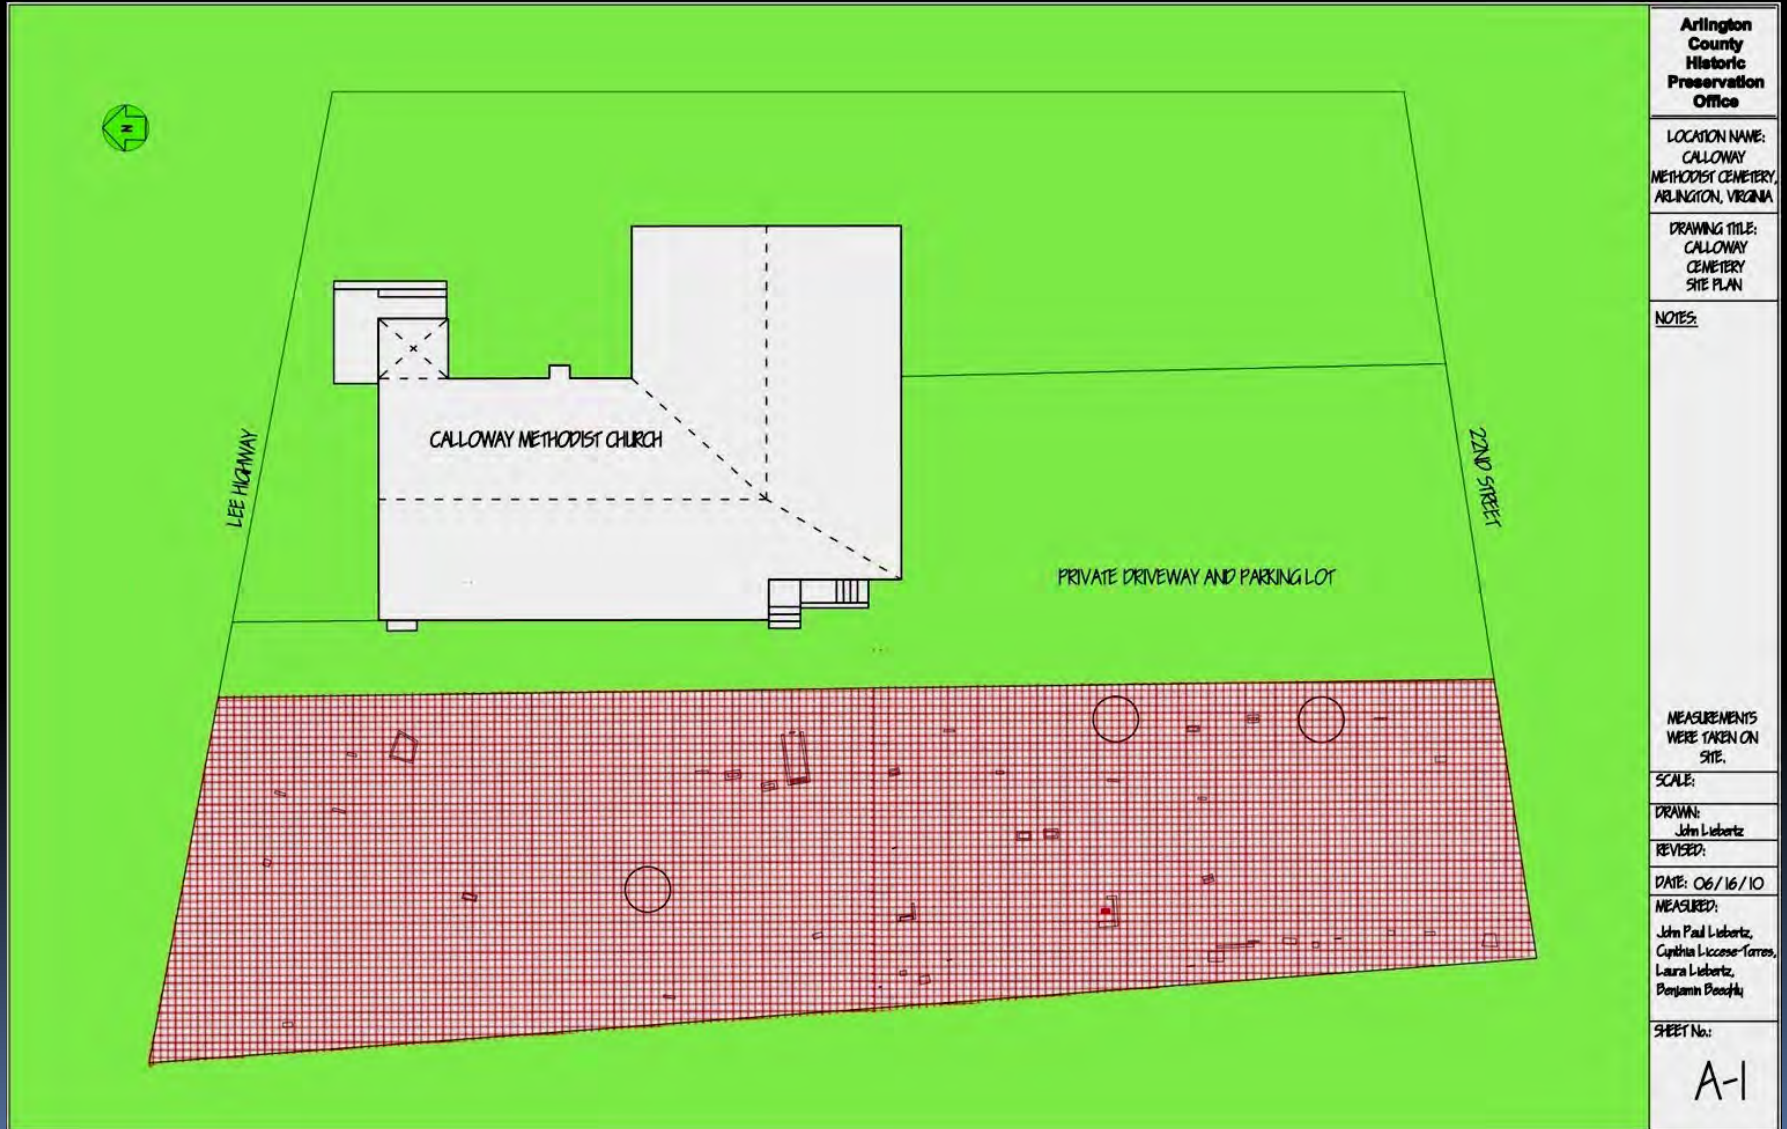 N
CALLOWAY METHODIST CHURCH
LEE HIGHWAY
22ND STREET
PRIVATE DRIVEWAY AND PARKING LOT
Arlington
County
Historic
Preservation
Office
LOCATION NAME:
CALLOWAY
METHODIST CEMETERY,
ARLINGTON, VIRGINIA
DRAWING TITLE:
CALLOWAY
CEMETERY
SITE PLAN
NOTES:
MEASUREMENTS
WERE TAKEN ON
SITE.
SCALE:
DRAWN:
John Liebertz
REVISED:
DATE: 06/16/10
MEASURED:
John Paul Liebertz,
Cynthia Liccese-Torres,
Laura Liebertz,
Benjamin
SHEET No.:
A-1